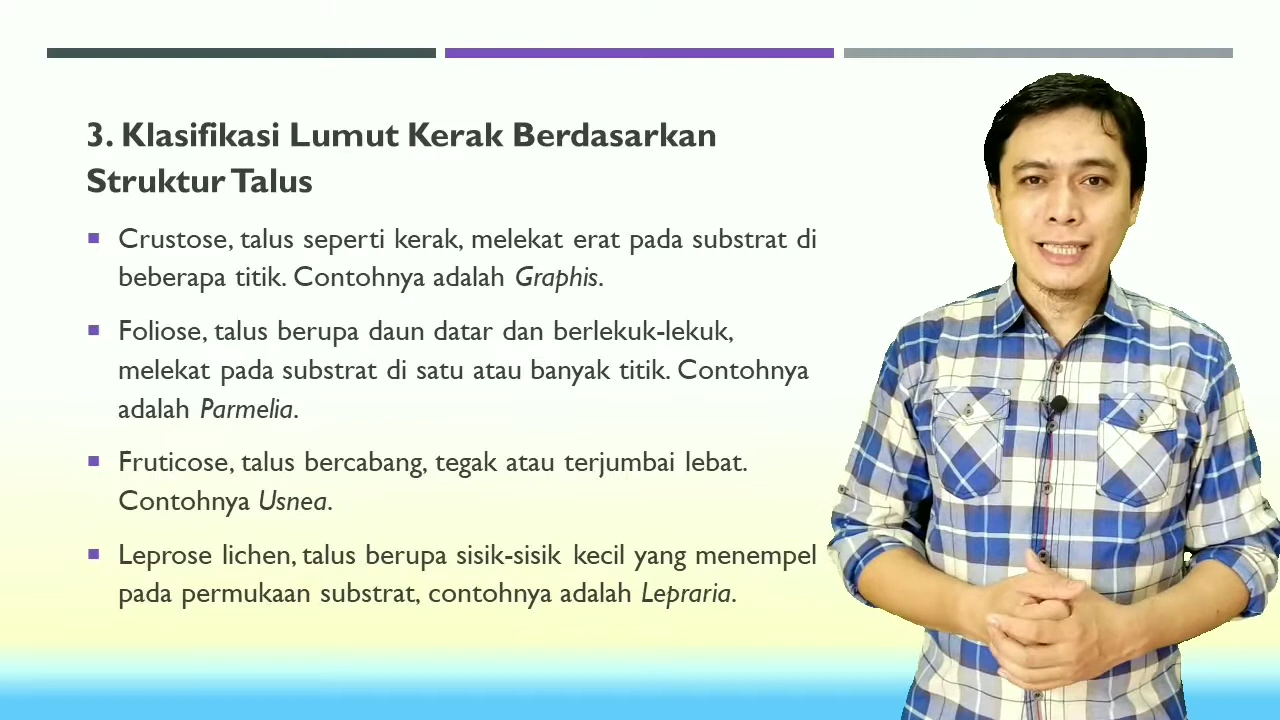 3. Klasifikasi Lumut Kerak Berdasarkan
Struktur Talus
Crustose, talus seperti kerak, melekat erat pada substrat di
beberapa titik. Contohnya adalah Graphis.
Foliose, talus berupa daun datar dan berlekuk-lekuk,
melekat pada substrat di satu atau banyak titik. Contohnya
adalah Parmelia.
Fruticose, talus bercabang, tegak atau terjumbai lebat.
Contohnya Usnea.
Leprose lichen, talus berupa sisik-sisik kecil yang menempel
pada permukaan substrat, contohnya adalah Lepraria.